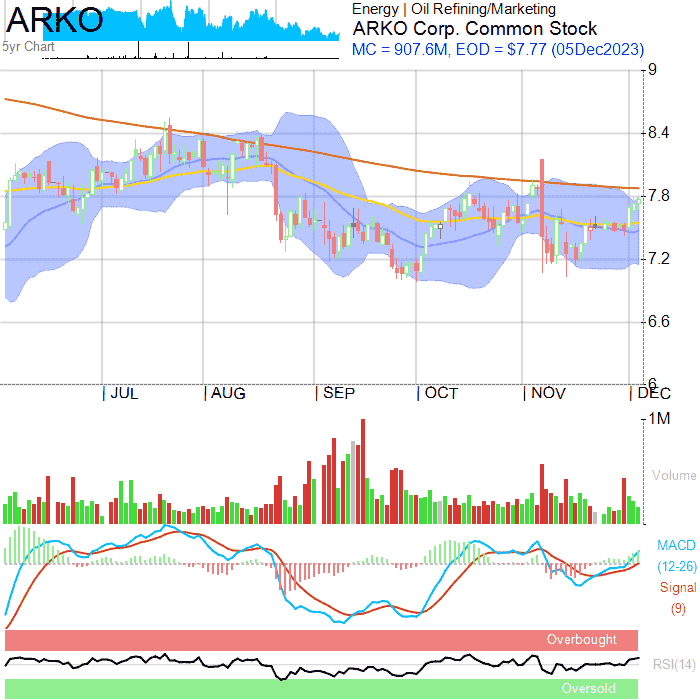 ARKO
5yr Chart
Energy | Oil Refining/Marketing
ARKO Corp. Common Stock
MC = 907.6M, EOD = $7.77 (05Dec2023)
9
8.4
7.8
7.2
6.6
6
JUL AUG SEP OCT NOV DEC
1M
Volume
MACD
(12-26)
Signal
(9)
Overbought
RSI(14)
Oversold